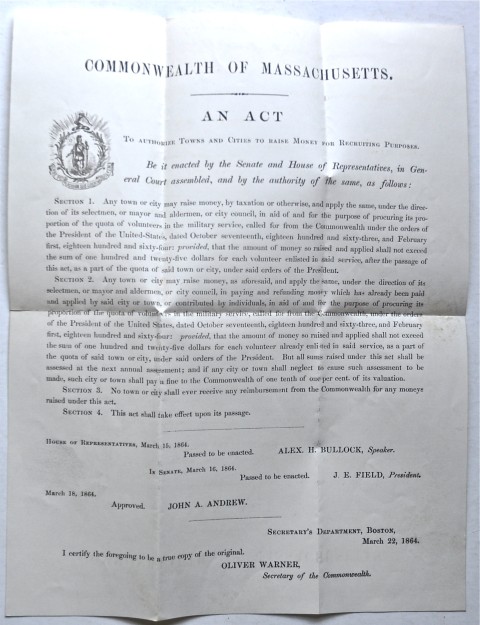 COMMONWEALTH OF MASSACHUSETTS.
AN ACT
TO AUTHORIZE TOWNS AND CITIES TO RAISE MONEY FOR RECRUITING PURPOSES.
Be it enacted by the Senate and House of Representatives, in Gen-
eral Court assembled, and by the authority of the same, as follows:
SECTION 1. Any town or city may raise money, by taxation or otherwise, and apply the same, under the direc-
tion of its selectmen, or mayor and aldermen, or city council, in aid of and for the purpose of procuring its pro-
portion of the quota of volunteers in the military service, called for from the Commonwealth under the orders
of the President of the United States, dated October seventeenth, eighteen hundred and sixty-three, and February
first, eighteen hundred and sixty-four: provided, that the amount of money so raised and applied shall not exceed
the sum of one hundred and twenty-five dollars for each volunteer enlisted in said service, after the passage of
this act, as a part of the quota of said town or city, under said orders of the President.
SECTION 2. Any town or city may raise money, as aforesaid, and apply the same, under the direction of its
selectmen, or mayor and aldermen, or city council, in paying and refunding money which has already been paid
and applied by said city or town, or contributed by individuals, in aid of and for the purpose of procuring its
proportion of the quota of volunteers in the military service, called for from the Commonwealth, under the orders
of the President of the United States, dated October seventeenth, eighteen hundred and sixty-three, and February
first, eighteen hundred and sixty-four: provided, that the amount of money so raised and applied shall not exceed
the sum of one hundred and twenty-five dollars for each volunteer already enlisted in said service, as a part of the
quota of said town or city, under said orders of the President. But all sums raised under this act shall be
assessed at the next annual assessment; and if any city or town shall neglect to cause such assessment to be
made, such city or town shall pay a fine to the Commonwealth of one tenth of one per cent. of its valuation.
SECTION 3. No town or city shall ever receive any reimbursement from the Commonwealth for any moneys
raised under this act.
SECTION 4. This act shall take effect upon its passage.
HOUSE OF REPRESENTATIVES, March 15, 1864.
Passed to be enacted. ALEX. H. BULLOCK, Speaker.
IN SENATE, March 16, 1864.
Passed to be enacted. J. E. FIELD, President.
March 18, 1864.
Approved. JOHN A. ANDREW.
SECRETARY'S DEPARTMENT, BOSTON,
March 22, 1864.
I certify the foregoing to be a true copy of the original.
OLIVER WARNER,
Secretary of the Commonwealth.